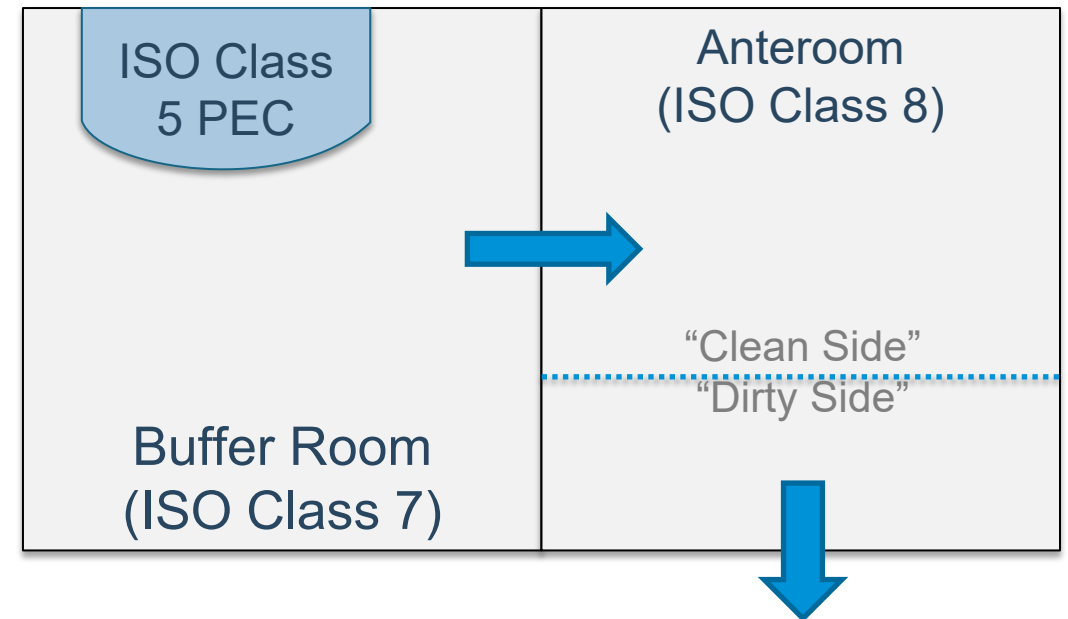 ISO Class
5 PEC
Anteroom
(ISO Class 8)
“Clean Side”
“Dirty Side”
Buffer Room
(ISO Class 7)